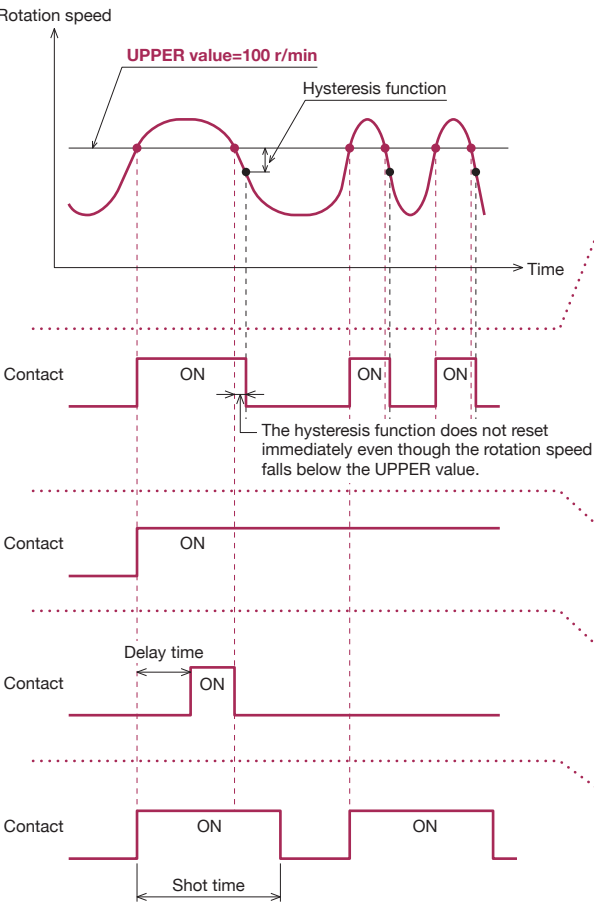 Rotation speed
UPPER value=100 r/min
Hysteresis function
Time
Contact
ON
ON
ON
The hysteresis function does not reset
immediately even though the rotation speed
falls below the UPPER value.
Contact
ON
Delay time
Contact
ON
Contact
ON
ON
Shot time